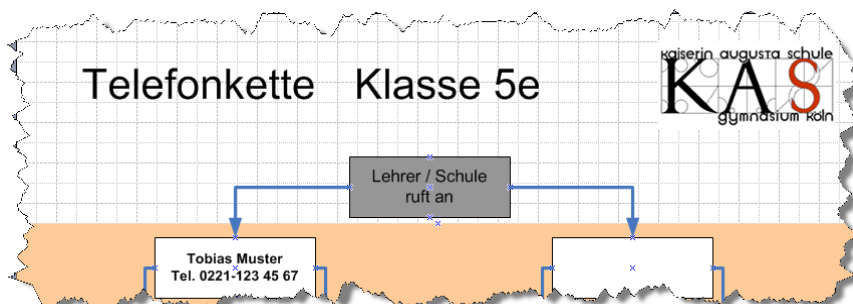 Telefonkette Klasse 5e
kaiserin augusta schule
KAS
gymnasium köln
Lehrer / Schule
ruft an
Tobias Muster
Tel. 0221-123 45 67